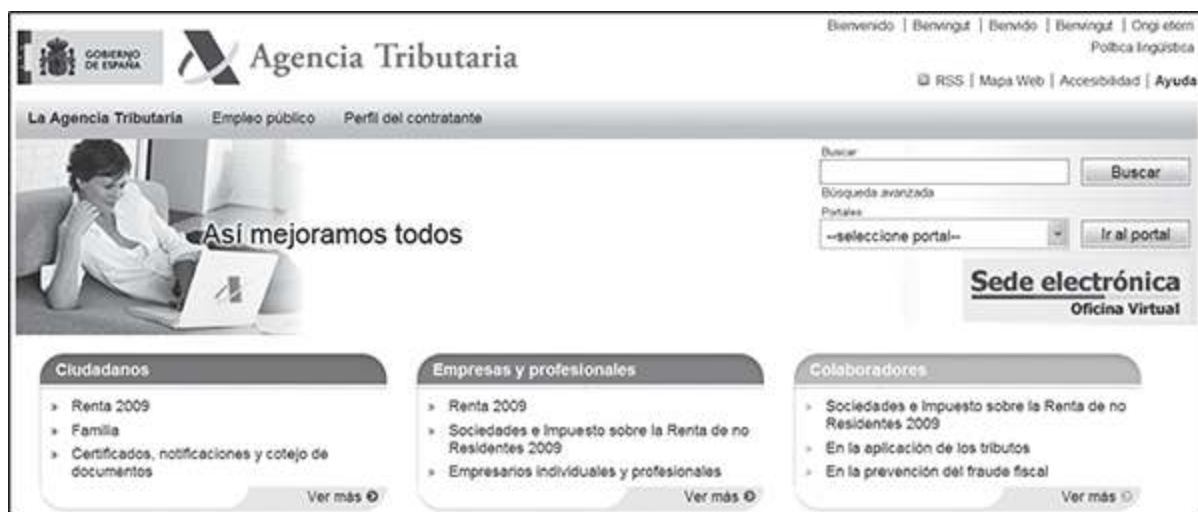 Bienvenido | Benvingut | Benvido | Benvingut | Ongi etorri
Política lingüística
GOBIERNO
DE ESPAÑA
Agencia Tributaria
RSS | Mapa Web | Accesibilidad | Ayuda
La Agencia Tributaria Empleo público Perfil del contratante
Buscar
Buscar
Búsqueda avanzada
Portales
--seleccione portal-- Ir al portal
Así mejoramos todos
Sede electrónica
Oficina Virtual
Ciudadanos
» Renta 2009
» Familia
» Certificados, notificaciones y cotejo de
documentos
Ver más
Empresas y profesionales
» Renta 2009
» Sociedades e Impuesto sobre la Renta de no
Residentes 2009
» Empresarios individuales y profesionales
Ver más
Colaboradores
» Sociedades e Impuesto sobre la Renta de no
Residentes 2009
» En la aplicación de los tributos
» En la prevención del fraude fiscal
Ver más